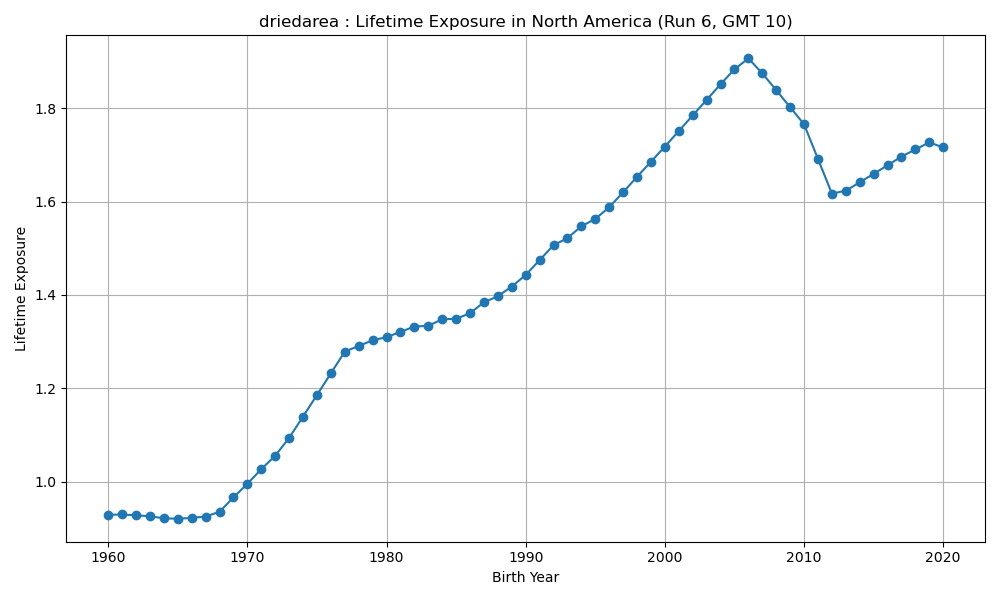 driedarea : Lifetime Exposure in North America (Run 6, GMT 10)
1.8
1.6
1.4
1.2
1.0
Lifetime Exposure
1960 1970 1980 1990 2000 2010 2020
Birth Year